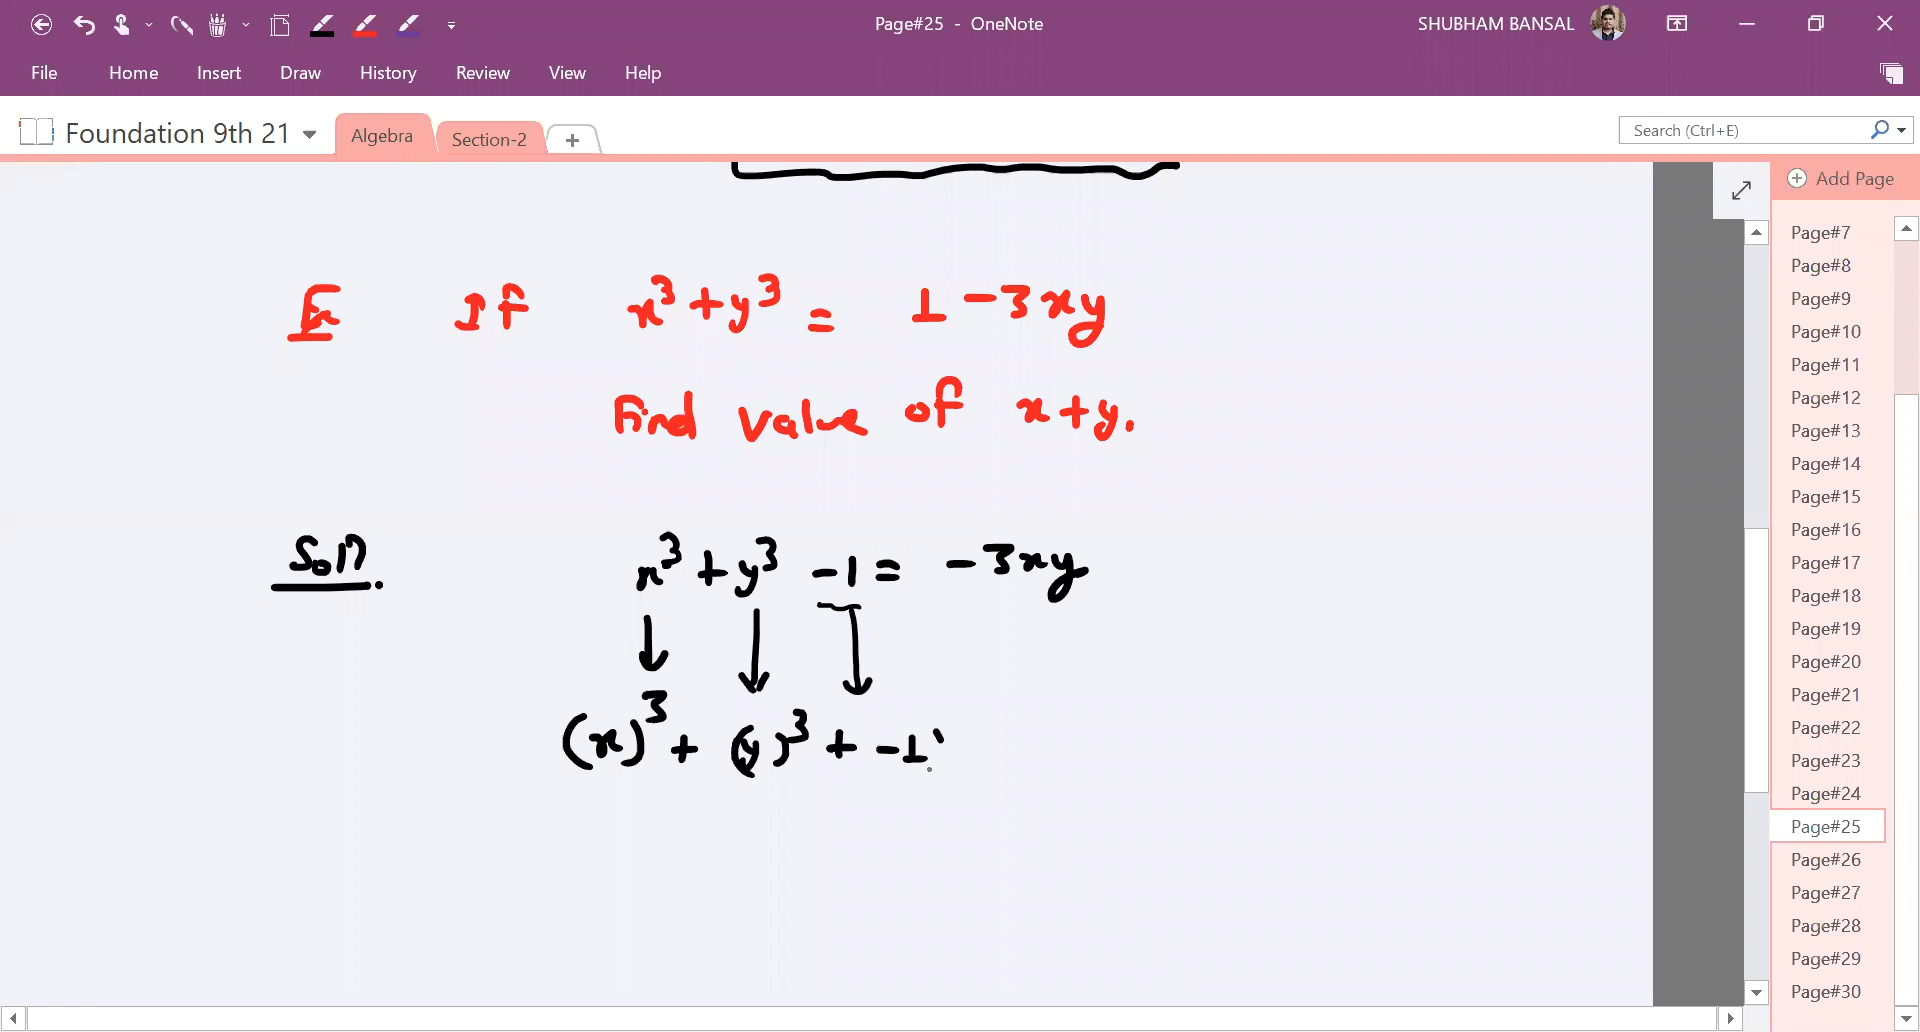 Page#25 - OneNote
SHUBHAM BANSAL
File Home Insert Draw History Review View Help
Foundation 9th 21
Algebra
Section-2
+
Search (Ctrl+E)
Add Page
Page#7
Page#8
Page#9
Page#10
Page#11
Page#12
Page#13
Page#14
Page#15
Page#16
Page#17
Page#18
Page#19
Page#20
Page#21
Page#22
Page#23
Page#24
Page#25
Page#26
Page#27
Page#28
Page#29
Page#30
Ex If x³+y³ = 1-3xy
Find value of x+y.
Soln. x³+y³-1 = -3xy
(x)³ + (y)³ + -1